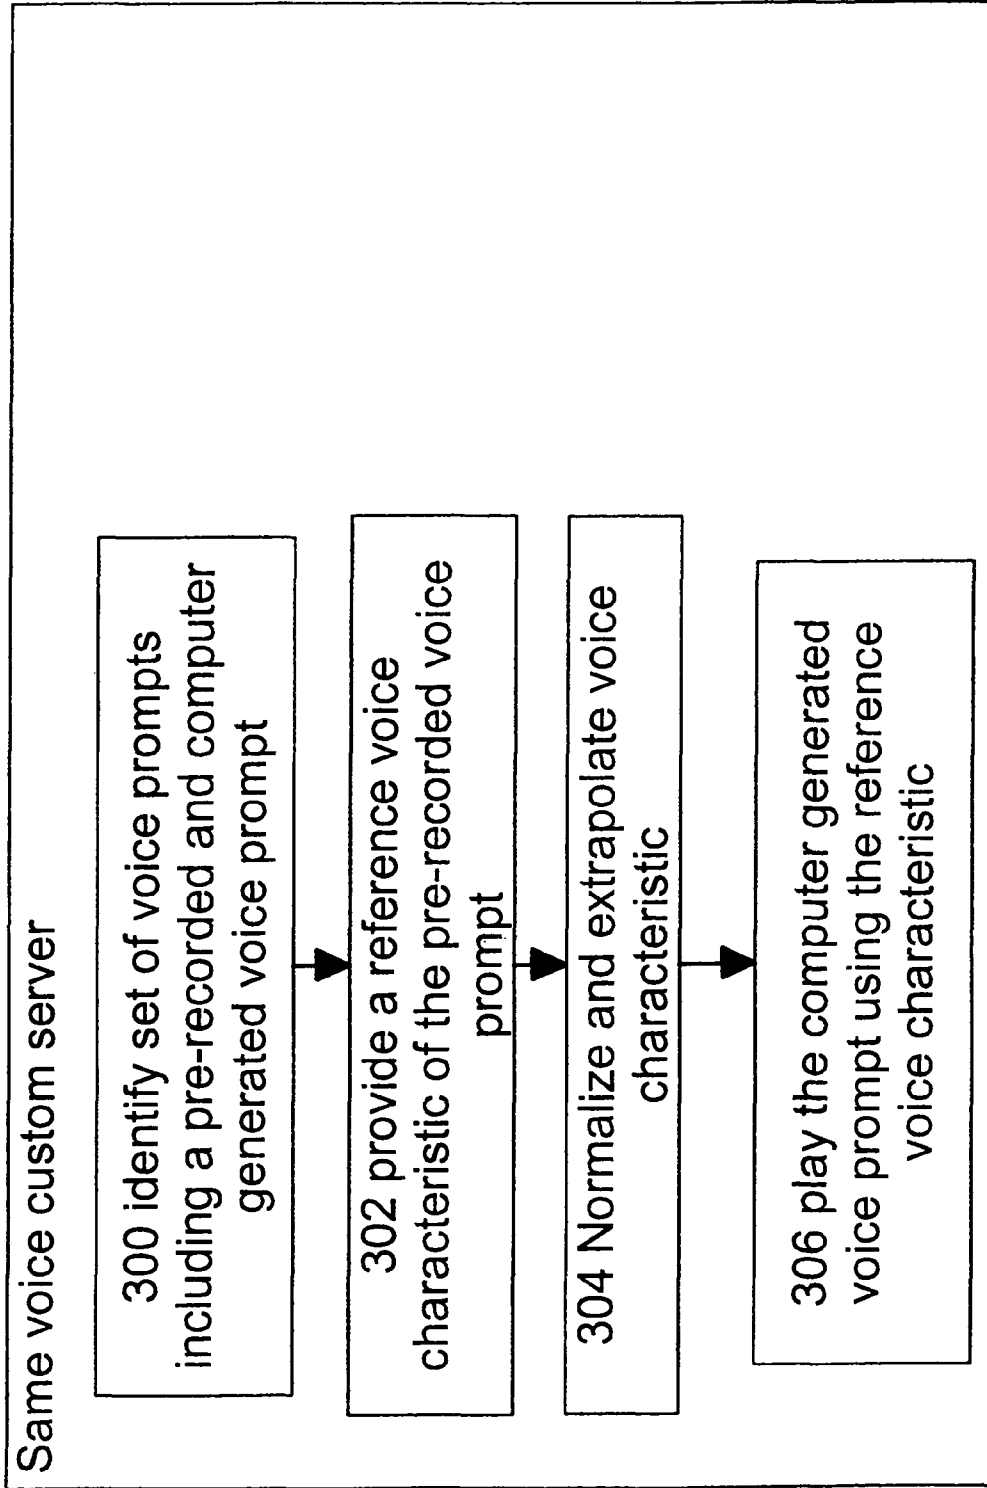 Same voice custom server
300 identify set of voice prompts
including a pre-recorded and computer
generated voice prompt
302 provide a reference voice
characteristic of the pre-recorded voice
prompt
304 Normalize and extrapolate voice
characteristic
306 play the computer generated
voice prompt using the reference
voice characteristic